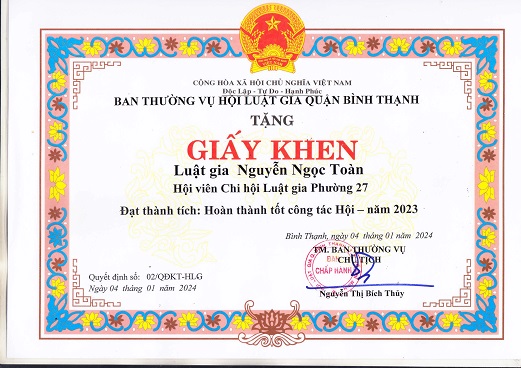 CỘNG HÒA XÃ HỘI CHỦ NGHĨA VIỆT NAM
Độc Lập - Tự Do - Hạnh Phúc
BAN THƯỜNG VỤ HỘI LUẬT GIA QUẬN BÌNH THẠNH
TẶNG
GIẤY KHEN
Luật gia Nguyễn Ngọc Toàn
Hội viên Chi hội Luật gia Phường 27
Đạt thành tích: Hoàn thành tốt công tác Hội – năm 2023
Bình Thạnh, ngày 04 tháng 01 năm 2024
TM. BAN THƯỜNG VỤ
CHỦ TỊCH
BAN
CHẤP HÀNH
Quyết định số: 02/QĐKT-HLG
Ngày 04 tháng 01 năm 2024
Nguyễn Thị Bích Thủy